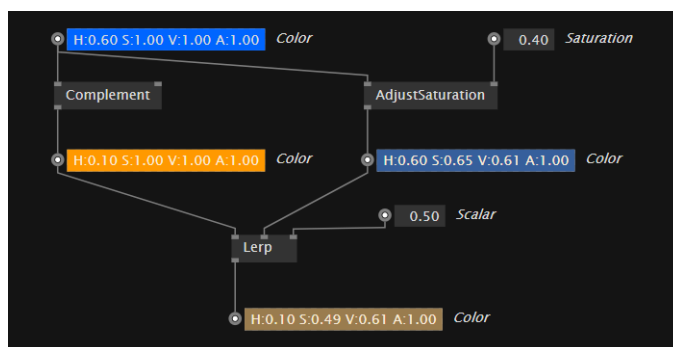 H:0.60 S:1.00 V:1.00 A:1.00 Color 0.40 Saturation
Complement AdjustSaturation
H:0.10 S:1.00 V:1.00 A:1.00 Color H:0.60 S:0.65 V:0.61 A:1.00 Color
0.50 Scalar
Lerp
H:0.10 S:0.49 V:0.61 A:1.00 Color